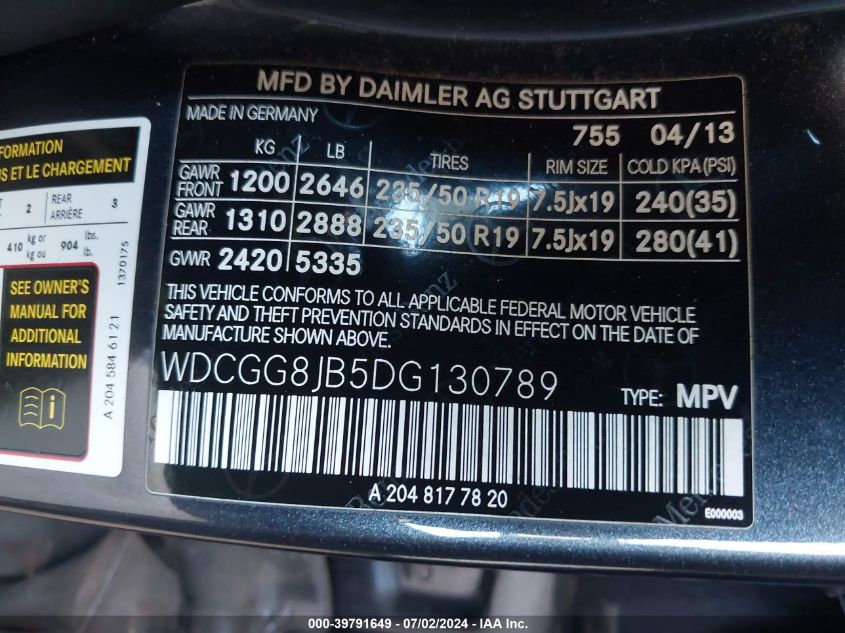 MFD BY DAIMLER AG STUTTGART
MADE IN GERMANY
755 04/13
KG LB TIRES RIM SIZE COLD KPA(PSI)
GAWR FRONT 1200 2646 235/50 R19 7.5Jx19 240(35)
GAWR REAR 1310 2888 235/50 R19 7.5Jx19 280(41)
GVWR 2420 5335
THIS VEHICLE CONFORMS TO ALL APPLICABLE FEDERAL MOTOR VEHICLE
SAFETY AND THEFT PREVENTION STANDARDS IN EFFECT ON THE DATE OF
MANUFACTURE SHOWN ABOVE.
WDCGG8JB5DG130789 TYPE: MPV
A 204 817 78 20
E000003
US ET LE CHARGEMENT
2 REAR ARRIÈRE 3
410 kg or kg ou 904 lbs. lb.
1370175
SEE OWNER'S
MANUAL FOR
ADDITIONAL
INFORMATION
A 204 584 61 21
000-39791649 - 07/02/2024 - IAA Inc.